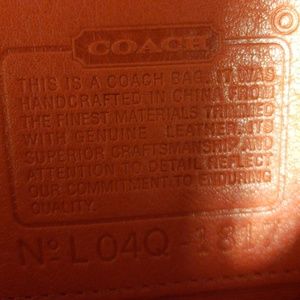 COACH
THIS IS A COACH BAG. IT WAS
HANDCRAFTED IN CHINA FROM
THE FINEST MATERIALS TRIMMED
WITH GENUINE LEATHER. ITS
SUPERIOR CRAFTSMANSHIP AND
ATTENTION TO DETAIL REFLECT
OUR COMMITMENT TO ENDURING
QUALITY.
Nº L04Q-1317